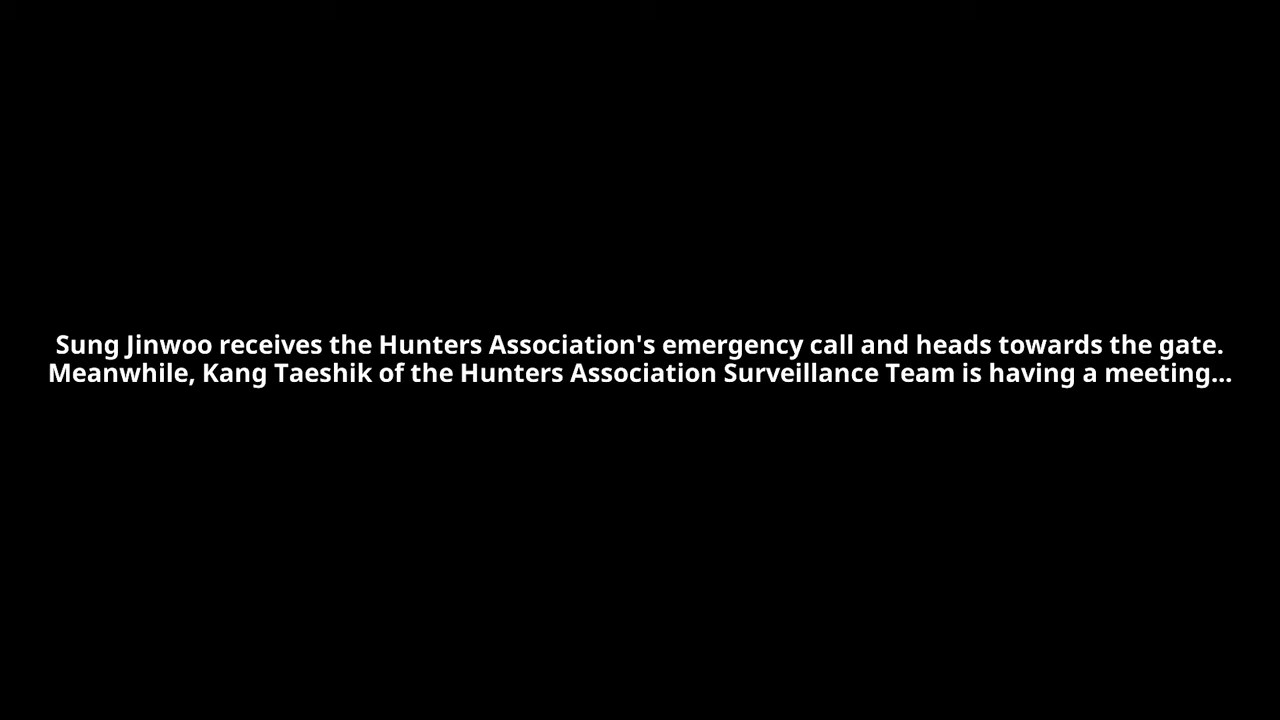 Sung Jinwoo receives the Hunters Association's emergency call and heads towards the gate.
Meanwhile, Kang Taeshik of the Hunters Association Surveillance Team is having a meeting...